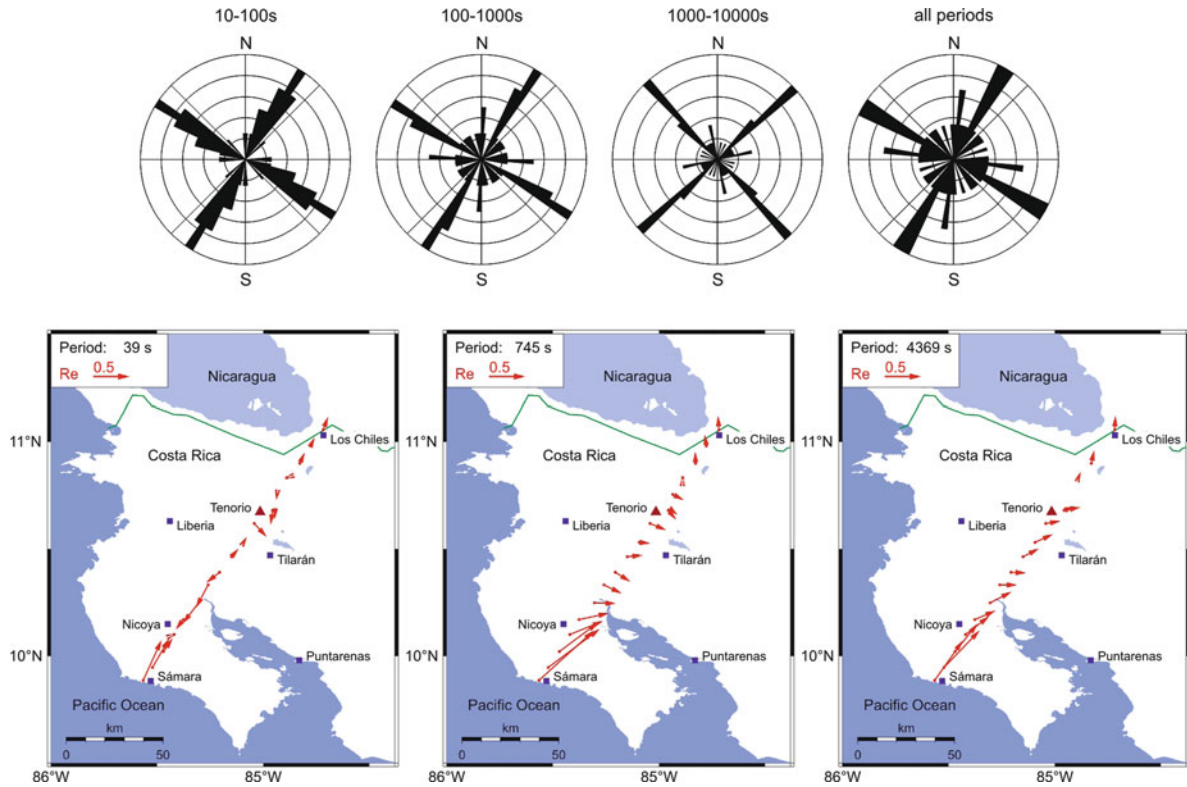 10-100s
100-1000s
1000-10000s
all periods
N
N
N
N
S
S
S
S
Period: 39 s
Re 0.5
Nicaragua
11°N
Los Chiles
Costa Rica
Tenorio
Liberia
Tilarán
Nicoya
10°N
Puntarenas
Sámara
Pacific Ocean
km
0 50
86°W 85°W
Period: 745 s
Re 0.5
Nicaragua
11°N
Los Chiles
Costa Rica
Tenorio
Liberia
Tilarán
Nicoya
10°N
Puntarenas
Sámara
Pacific Ocean
km
0 50
86°W 85°W
Period: 4369 s
Re 0.5
Nicaragua
11°N
Los Chiles
Costa Rica
Tenorio
Liberia
Tilarán
Nicoya
10°N
Puntarenas
Sámara
Pacific Ocean
km
0 50
86°W 85°W